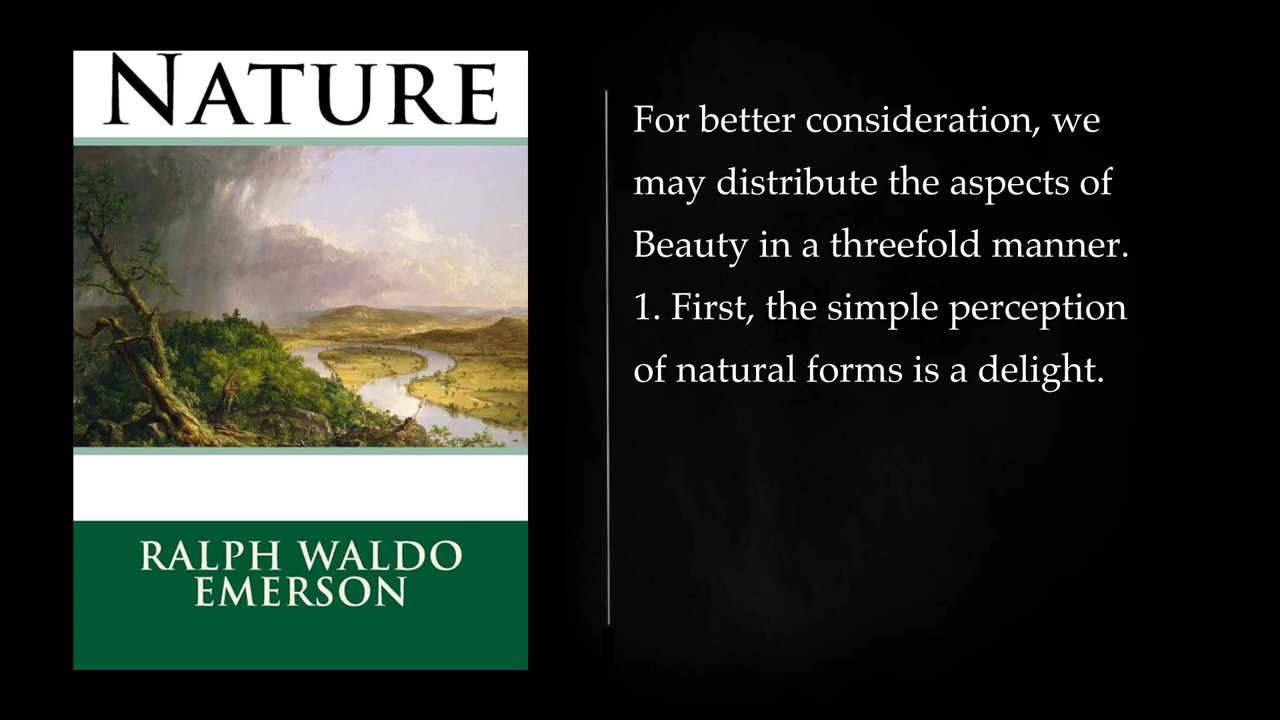 NATURE
RALPH WALDO
EMERSON
For better consideration, we
may distribute the aspects of
Beauty in a threefold manner.
1. First, the simple perception
of natural forms is a delight.